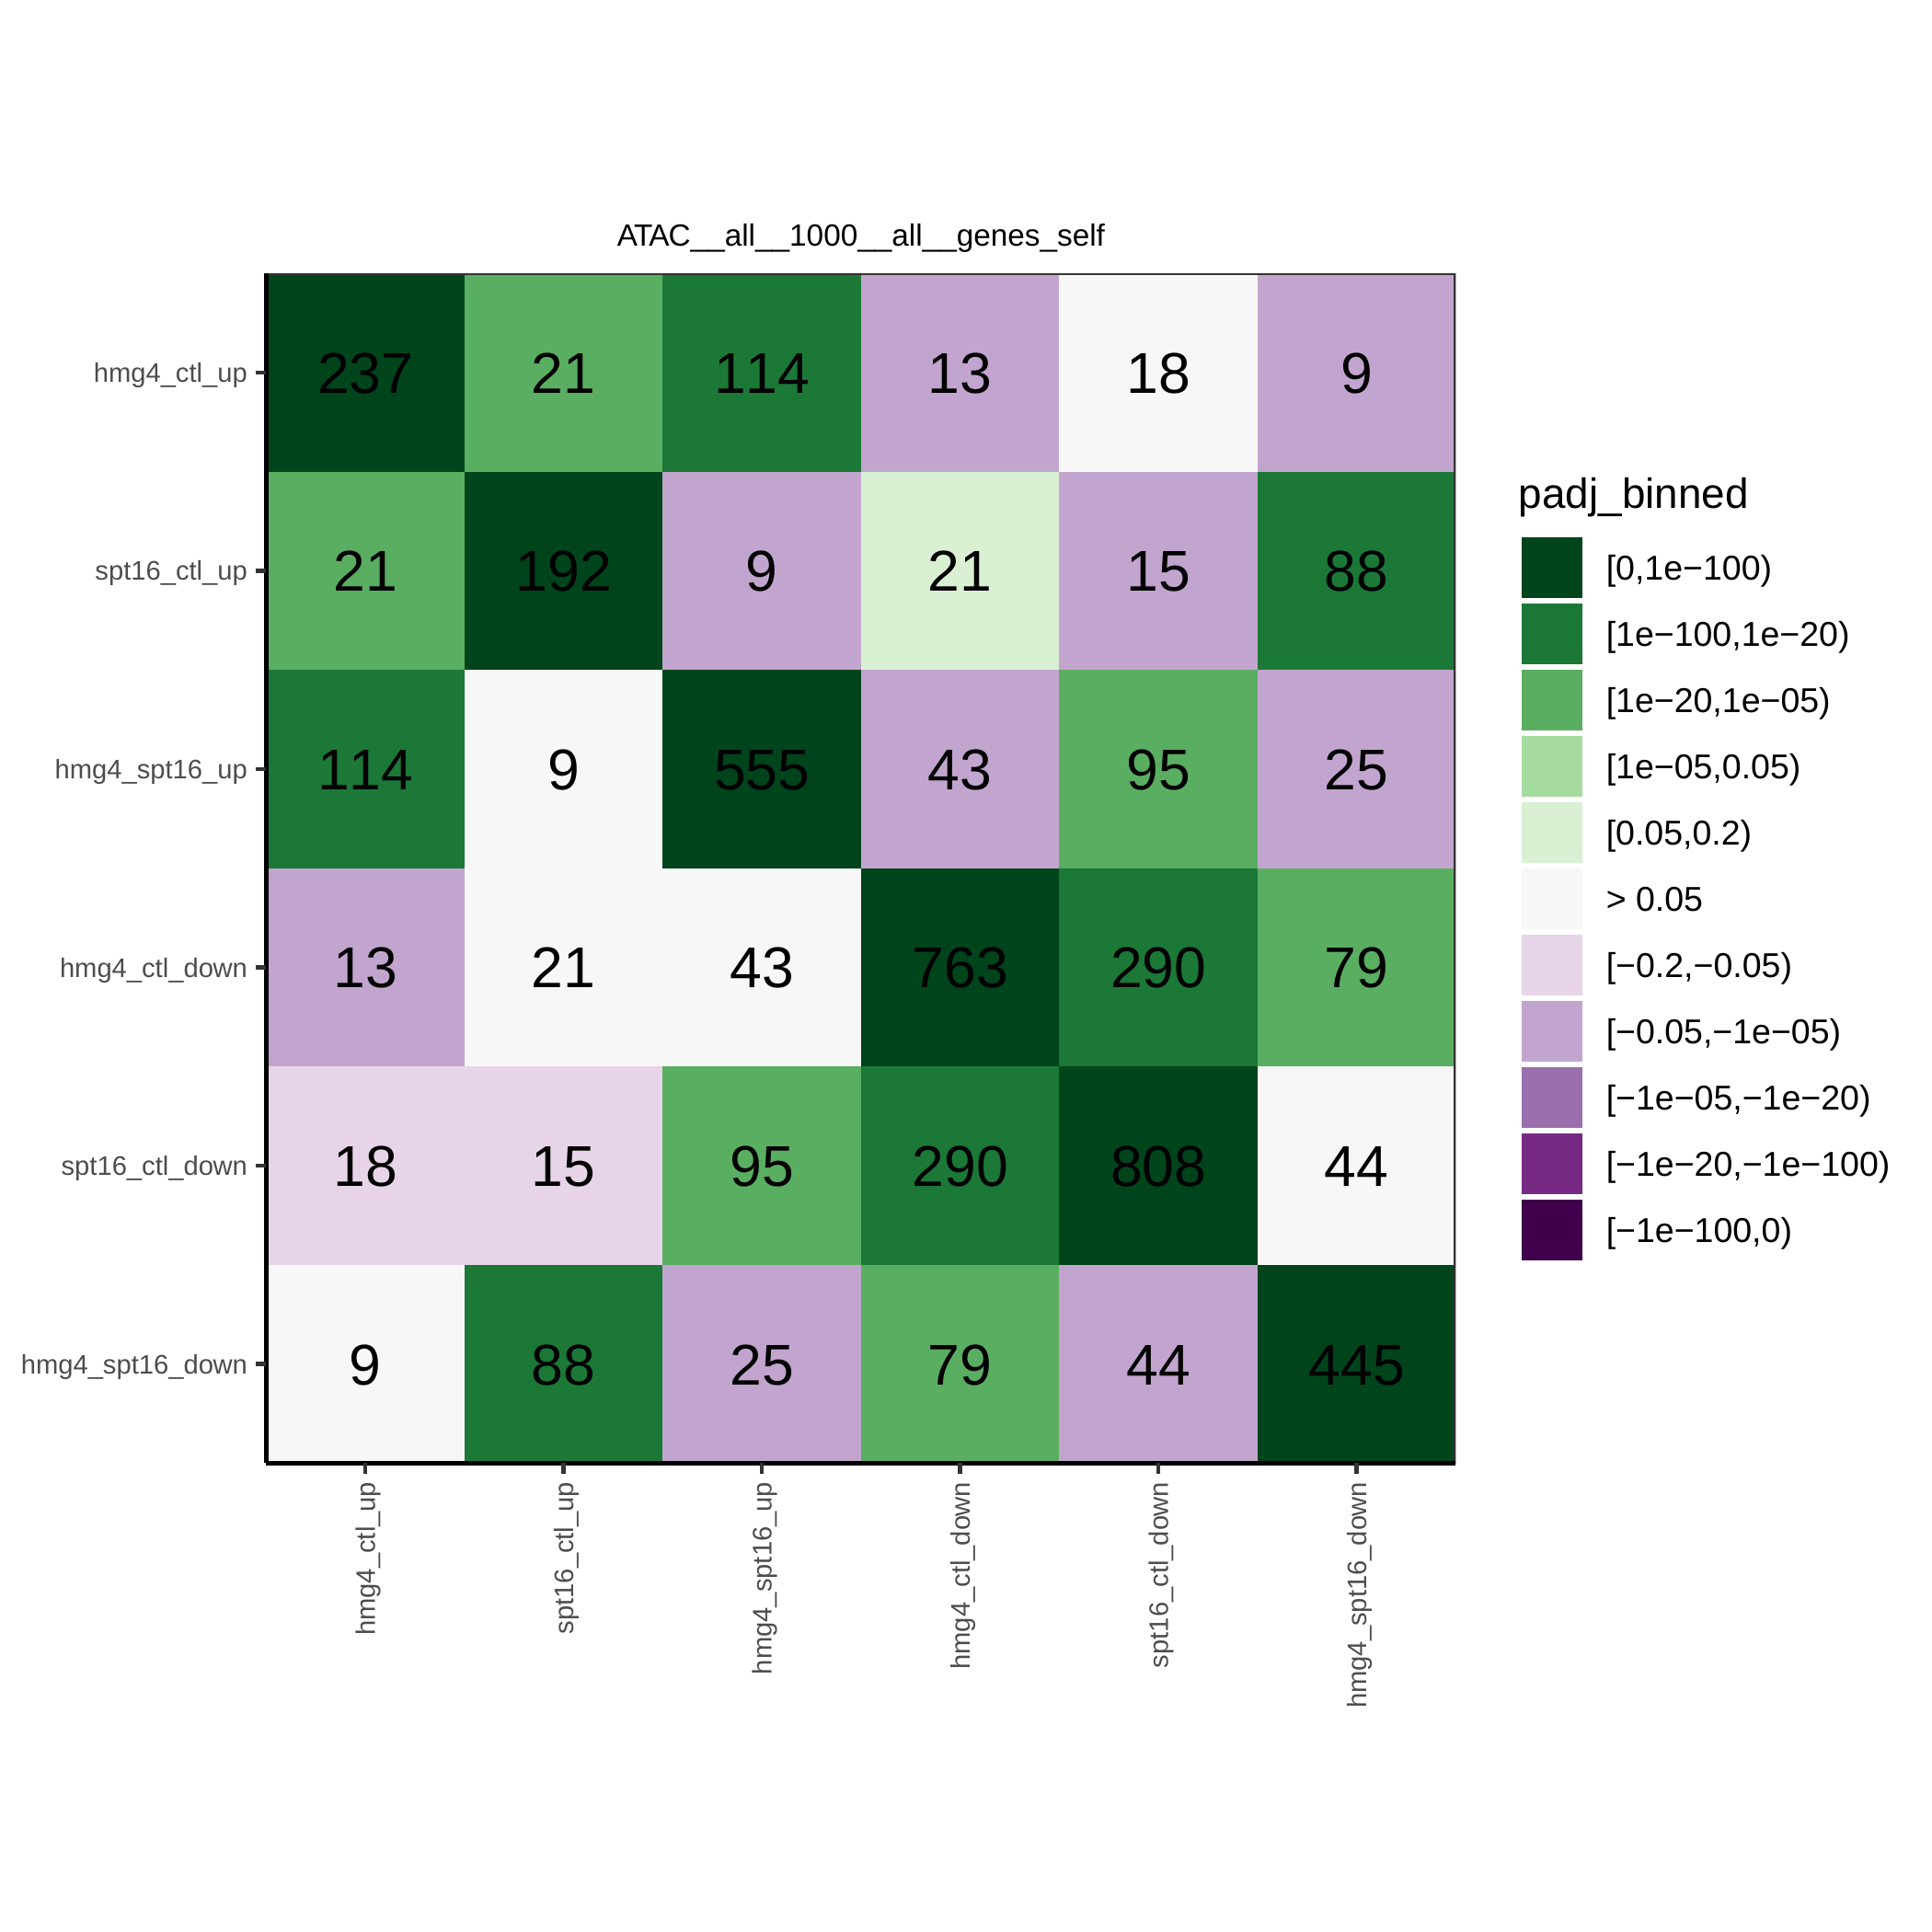 ATAC__all__1000__all__genes_self
hmg4_ctl_up 237 21 114 13 18 9
spt16_ctl_up 21 192 9 21 15 88
hmg4_spt16_up 114 9 555 43 95 25
hmg4_ctl_down 13 21 43 763 290 79
spt16_ctl_down 18 15 95 290 808 44
hmg4_spt16_down 9 88 25 79 44 445
hmg4_ctl_up
spt16_ctl_up
hmg4_spt16_up
hmg4_ctl_down
spt16_ctl_down
hmg4_spt16_down
padj_binned
[0,1e−100)
[1e−100,1e−20)
[1e−20,1e−05)
[1e−05,0.05)
[0.05,0.2)
> 0.05
[−0.2,−0.05)
[−0.05,−1e−05)
[−1e−05,−1e−20)
[−1e−20,−1e−100)
[−1e−100,0)